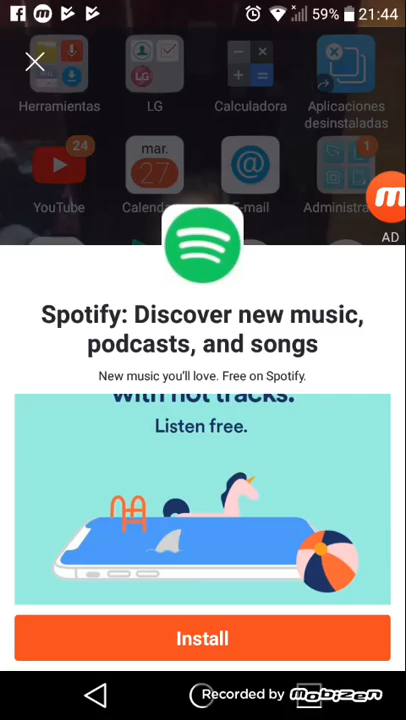 59% 21:44
Herramientas
LG
Calculadora
Aplicaciones
desinstaladas
24
mar.
27
1
YouTube
E-mail
AD
Spotify: Discover new music,
podcasts, and songs
New music you'll love. Free on Spotify.
with hot tracks.
Listen free.
Install
Recorded by Mobizen